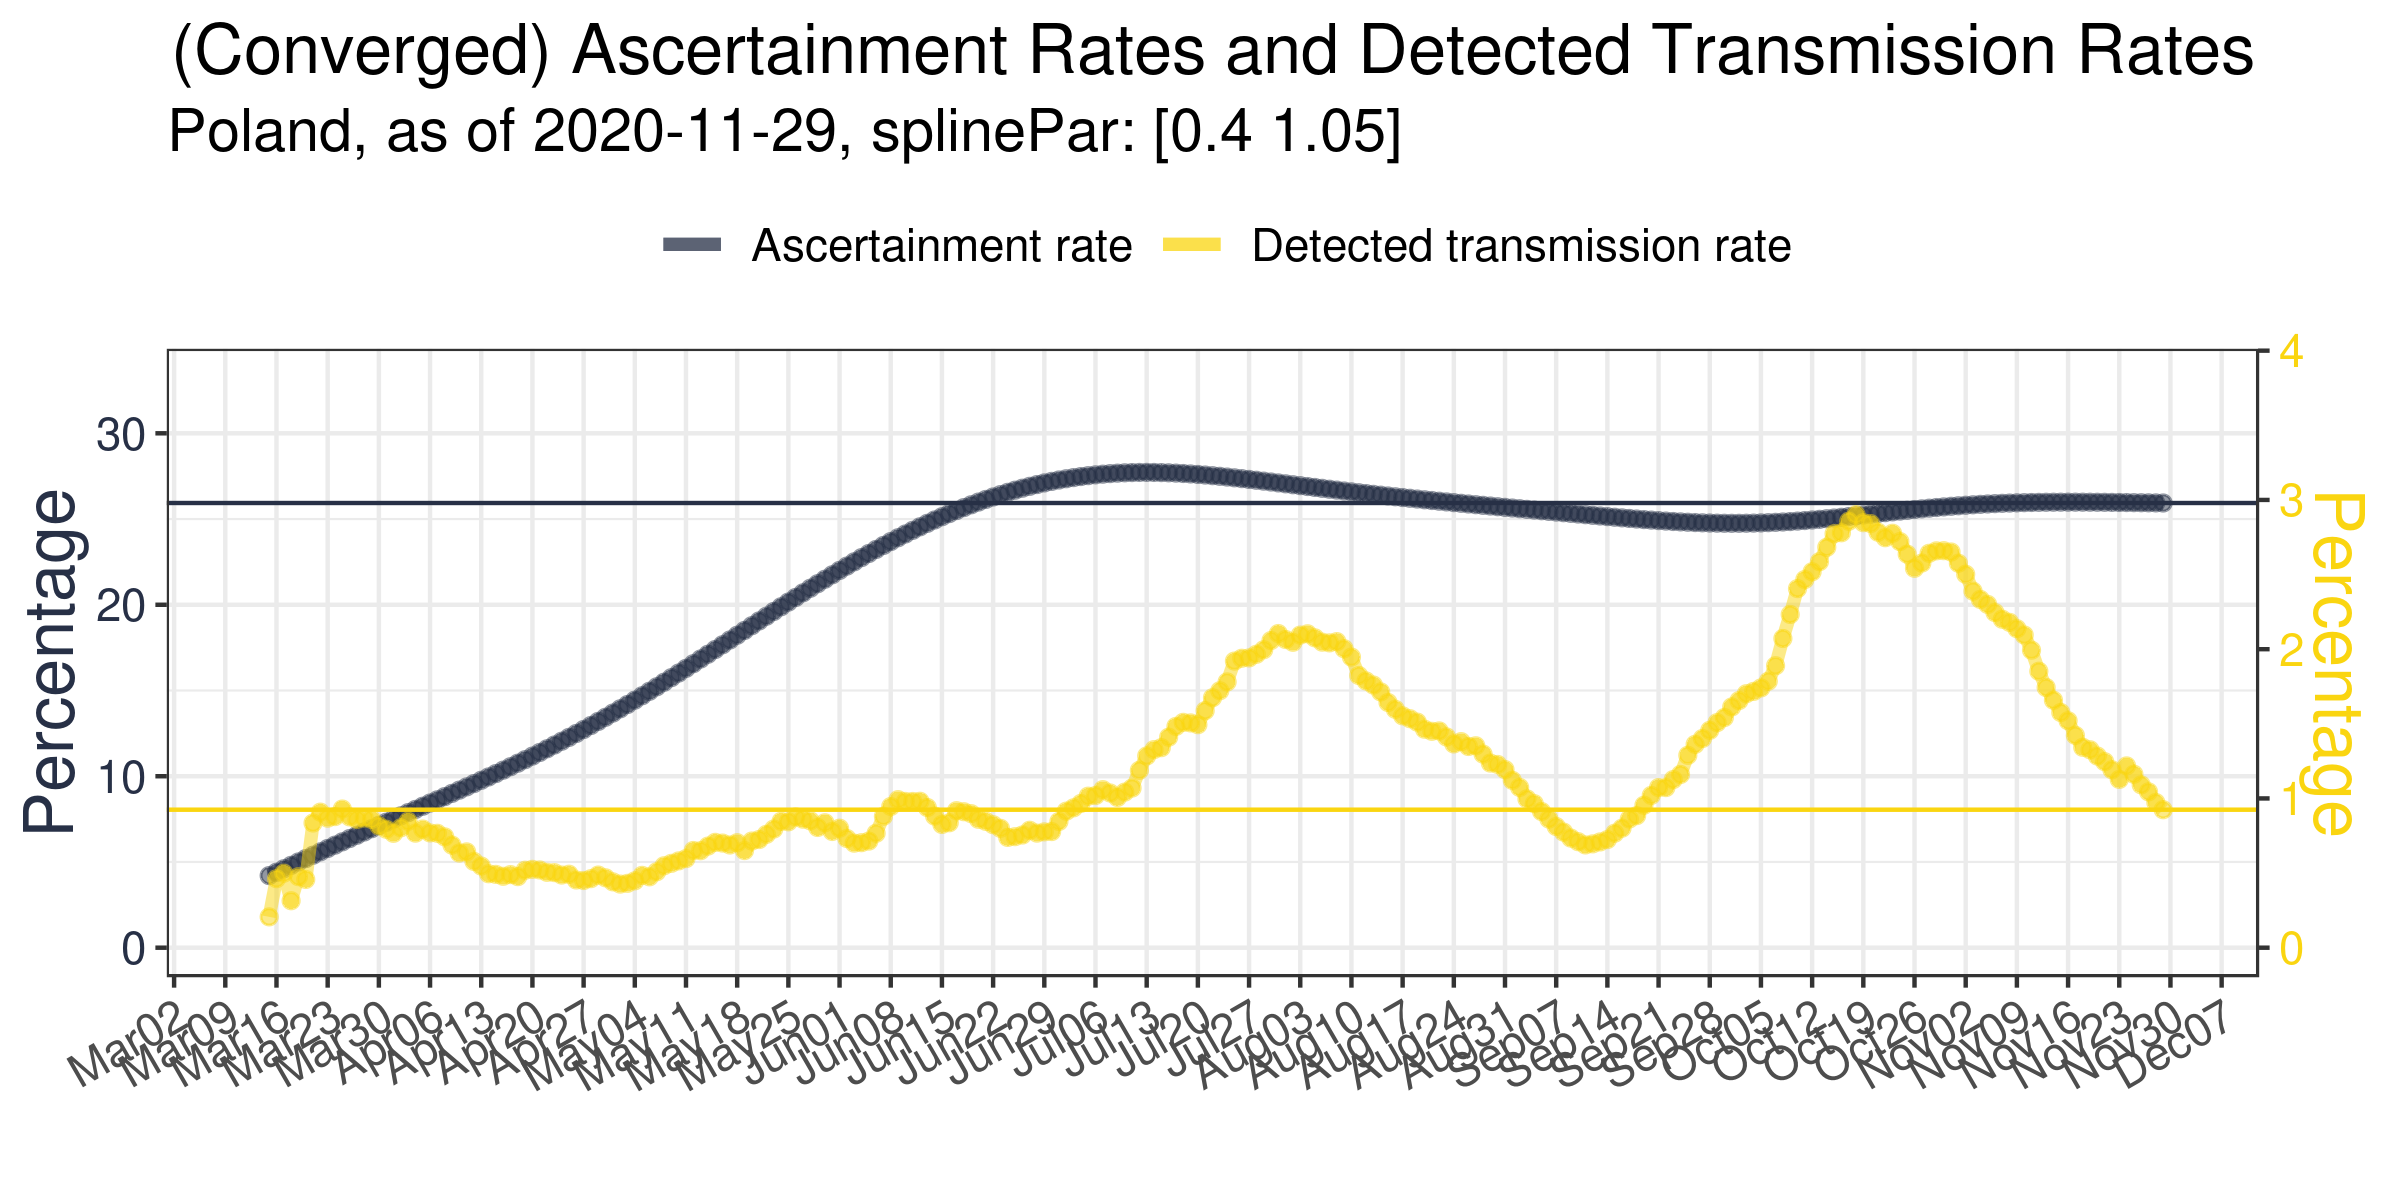 (Converged) Ascertainment Rates and Detected Transmission Rates
Poland, as of 2020-11-29, splinePar: [0.4 1.05]
Ascertainment rate
Detected transmission rate
Percentage
30
20
10
0
4
3
2
1
0
Percentage
Mar02
Mar09
Mar16
Mar23
Mar30
Apr06
Apr13
Apr20
Apr27
May04
May11
May18
May25
Jun01
Jun08
Jun15
Jun22
Jun29
Jul06
Jul13
Jul20
Jul27
Aug03
Aug10
Aug17
Aug24
Aug31
Sep07
Sep14
Sep21
Sep28
Oct05
Oct12
Oct19
Oct26
Nov02
Nov09
Nov16
Nov23
Nov30
Dec07